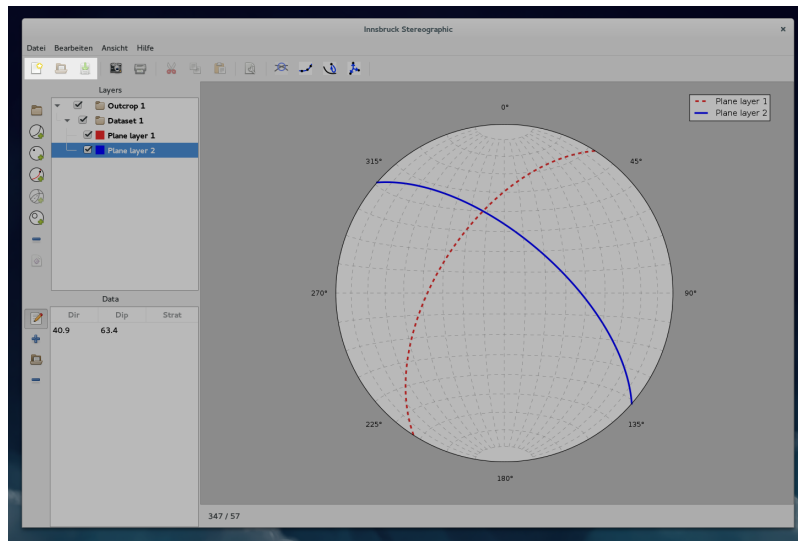 Innsbruck Stereographic
Datei Bearbeiten Ansicht Hilfe
Layers
Outcrop 1
Dataset 1
Plane layer 1
Plane layer 2
Data
Dir Dip Strat
40.9 63.4
0°
45°
90°
135°
180°
225°
270°
315°
Plane layer 1
Plane layer 2
347 / 57